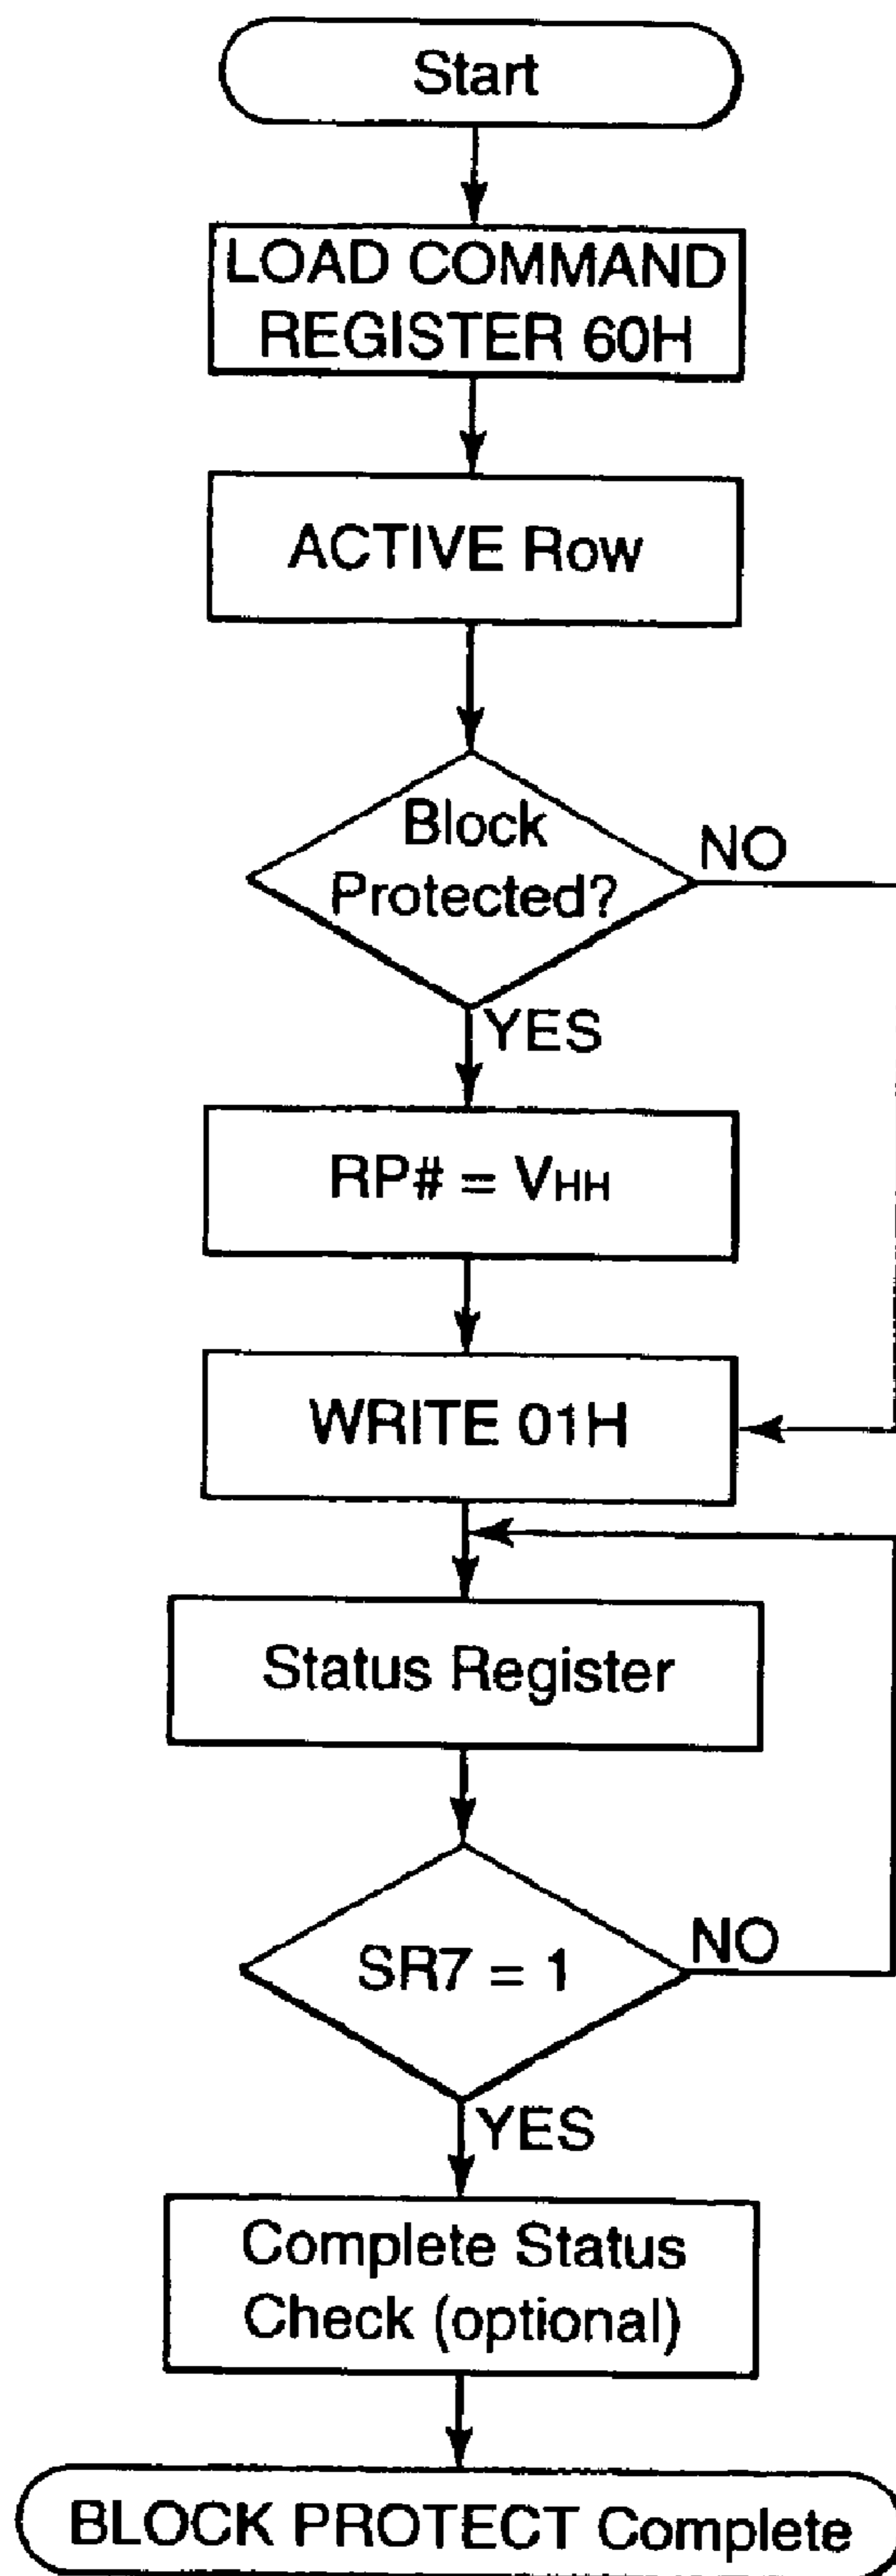 Start
LOAD COMMAND
REGISTER 60H
ACTIVE Row
Block
Protected?
NO
YES
RP# = VHH
WRITE 01H
Status Register
SR7 = 1
NO
YES
Complete Status
Check (optional)
BLOCK PROTECT Complete